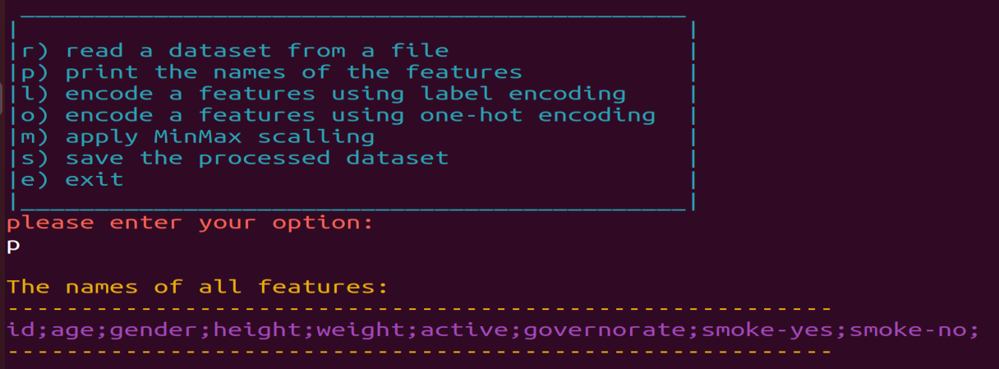 r) read a dataset from a file
p) print the names of the features
l) encode a features using label encoding
o) encode a features using one-hot encoding
m) apply MinMax scalling
s) save the processed dataset
e) exit
please enter your option:
p
The names of all features:
id;age;gender;height;weight;active;governorate;smoke-yes;smoke-no;